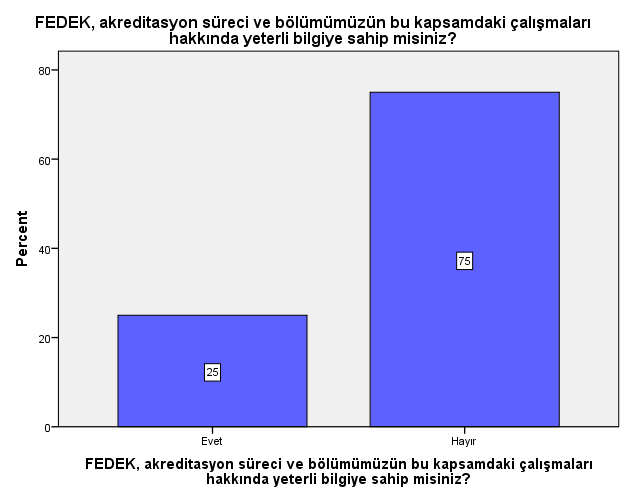 FEDEK, akreditasyon süreci ve bölümümüzün bu kapsamdaki çalışmaları
hakkında yeterli bilgiye sahip misiniz?
80
60
40
20
0
Percent
25
75
Evet
Hayır
FEDEK, akreditasyon süreci ve bölümümüzün bu kapsamdaki çalışmaları
hakkında yeterli bilgiye sahip misiniz?